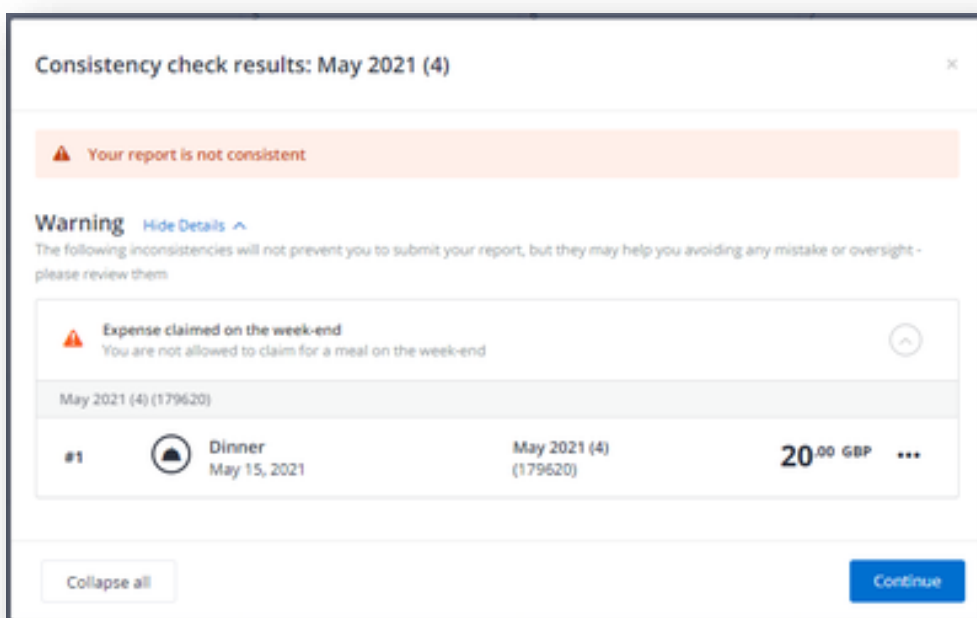 Consistency check results: May 2021 (4)
×
Your report is not consistent
Warning Hide Details
The following inconsistencies will not prevent you to submit your report, but they may help you avoiding any mistake or oversight -
please review them
Expense claimed on the week-end
You are not allowed to claim for a meal on the week-end
May 2021 (4) (179620)
#1 Dinner May 2021 (4) 20.00 GBP •••
May 15, 2021 (179620)
Collapse all Continue